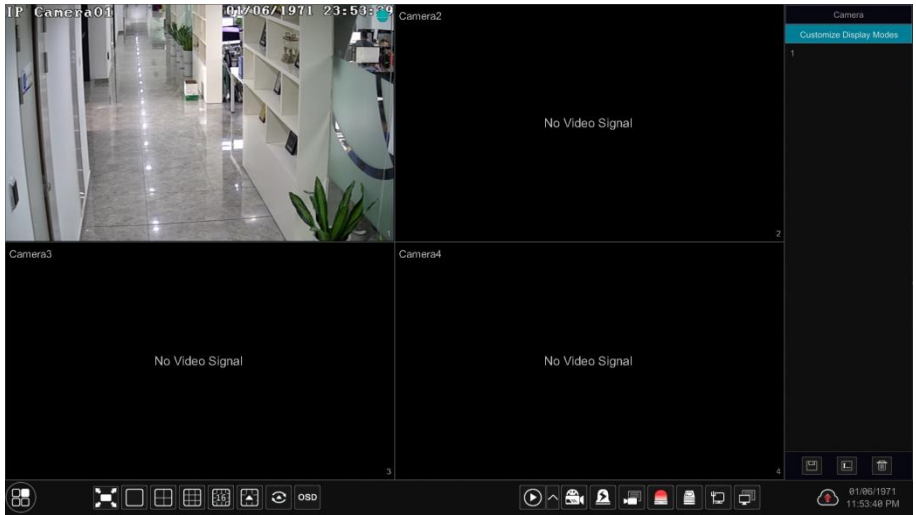 IP Camera01 01/06/1971 23:53:39
Camera2
No Video Signal
1
2
Camera3
Camera4
No Video Signal
No Video Signal
3
4
Camera
Customize Display Modes
1
16
OSD
01/06/1971
11:53:40 PM